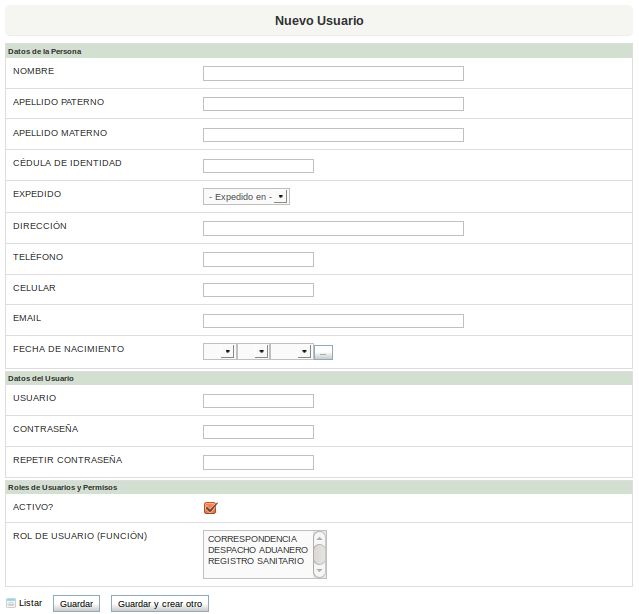 Nuevo Usuario
Datos de la Persona
NOMBRE
APELLIDO PATERNO
APELLIDO MATERNO
CÉDULA DE IDENTIDAD
EXPEDIDO - Expedido en -
DIRECCIÓN
TELÉFONO
CELULAR
EMAIL
FECHA DE NACIMIENTO ...
Datos del Usuario
USUARIO
CONTRASEÑA
REPETIR CONTRASEÑA
Roles de Usuarios y Permisos
ACTIVO?
ROL DE USUARIO (FUNCIÓN) CORRESPONDENCIA
DESPACHO ADUANERO
REGISTRO SANITARIO
Listar Guardar Guardar y crear otro